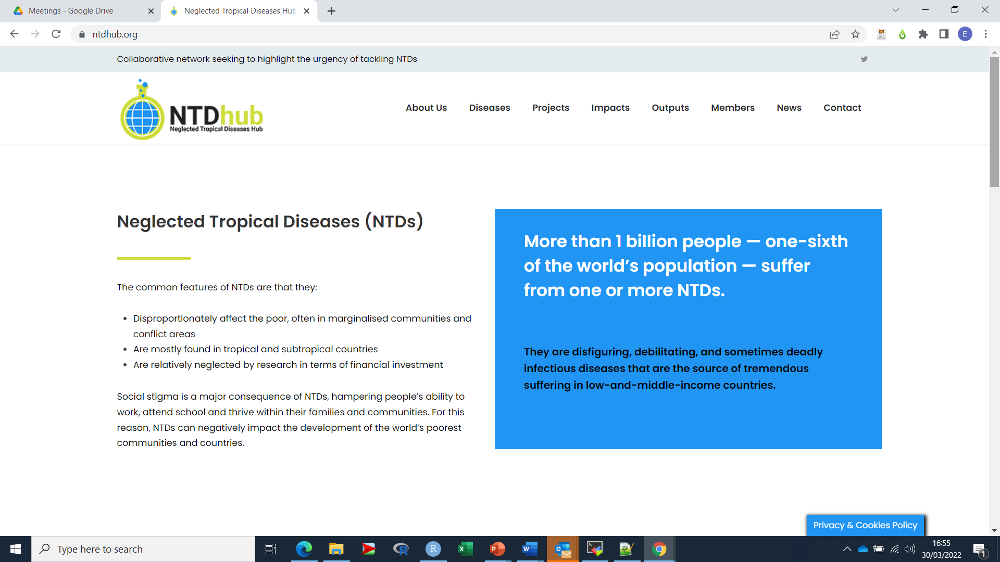 Meetings - Google Drive
Neglected Tropical Diseases Hub
ntdhub.org
E
Collaborative network seeking to highlight the urgency of tackling NTDs
NTDhub
Neglected Tropical Diseases Hub
About Us Diseases Projects Impacts Outputs Members News Contact
Neglected Tropical Diseases (NTDs)
The common features of NTDs are that they:
Disproportionately affect the poor, often in marginalised communities and
conflict areas
Are mostly found in tropical and subtropical countries
Are relatively neglected by research in terms of financial investment
Social stigma is a major consequence of NTDs, hampering people’s ability to
work, attend school and thrive within their families and communities. For this
reason, NTDs can negatively impact the development of the world’s poorest
communities and countries.
More than 1 billion people — one-sixth
of the world’s population — suffer
from one or more NTDs.
They are disfiguring, debilitating, and sometimes deadly
infectious diseases that are the source of tremendous
suffering in low-and-middle-income countries.
Privacy & Cookies Policy
Type here to search
R
R
X
P
W
O
16:55
30/03/2022
1